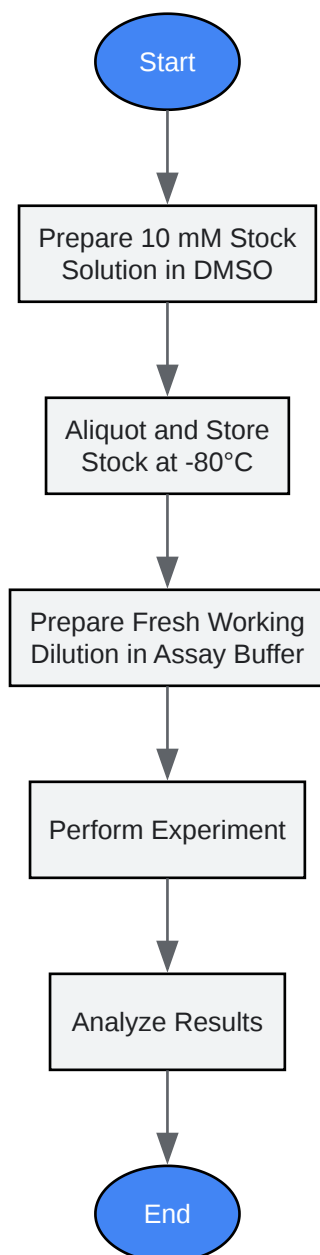 Start
Prepare 10 mM Stock
Solution in DMSO
Aliquot and Store
Stock at -80°C
Prepare Fresh Working
Dilution in Assay Buffer
Perform Experiment
Analyze Results
End